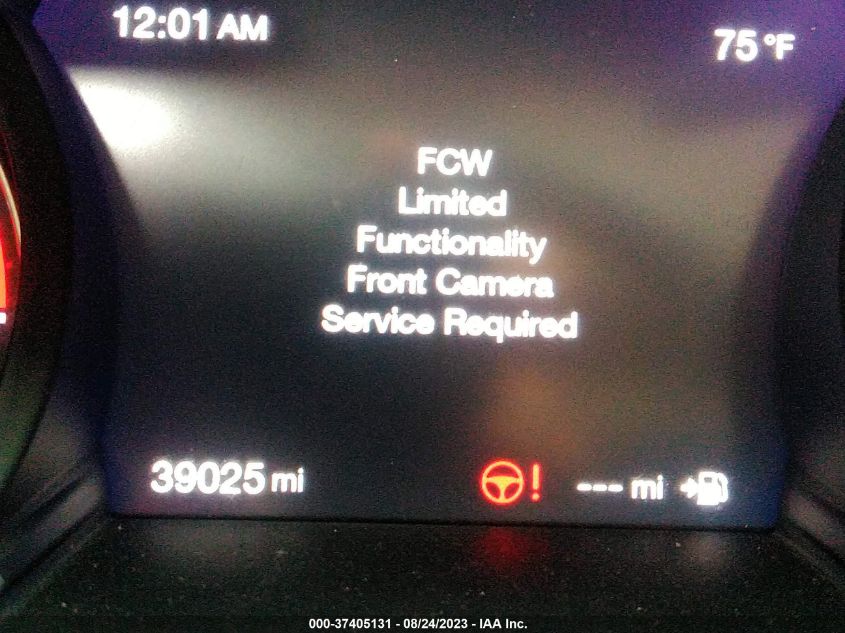 12:01 AM 75 °F
FCW
Limited
Functionality
Front Camera
Service Required
39025 mi ! --- mi
000-37405131 - 08/24/2023 - IAA Inc.